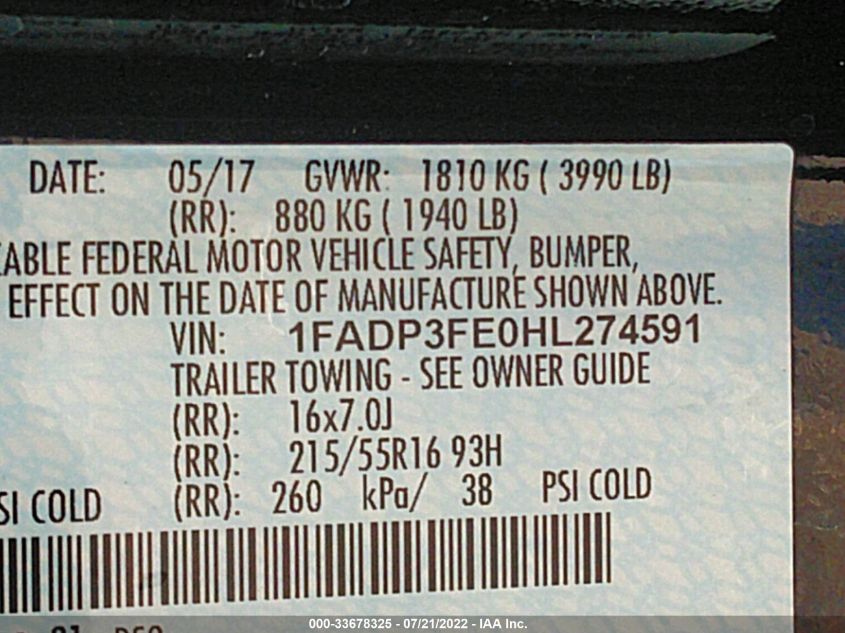 DATE: 05/17 GVWR: 1810 KG ( 3990 LB)
(RR): 880 KG ( 1940 LB)
CABLE FEDERAL MOTOR VEHICLE SAFETY, BUMPER,
EFFECT ON THE DATE OF MANUFACTURE SHOWN ABOVE.
VIN: 1FADP3FE0HL274591
TRAILER TOWING - SEE OWNER GUIDE
(RR): 16x7.0J
(RR): 215/55R16 93H
SI COLD (RR): 260 kPa/ 38 PSI COLD
000-33678325 - 07/21/2022 - IAA Inc.